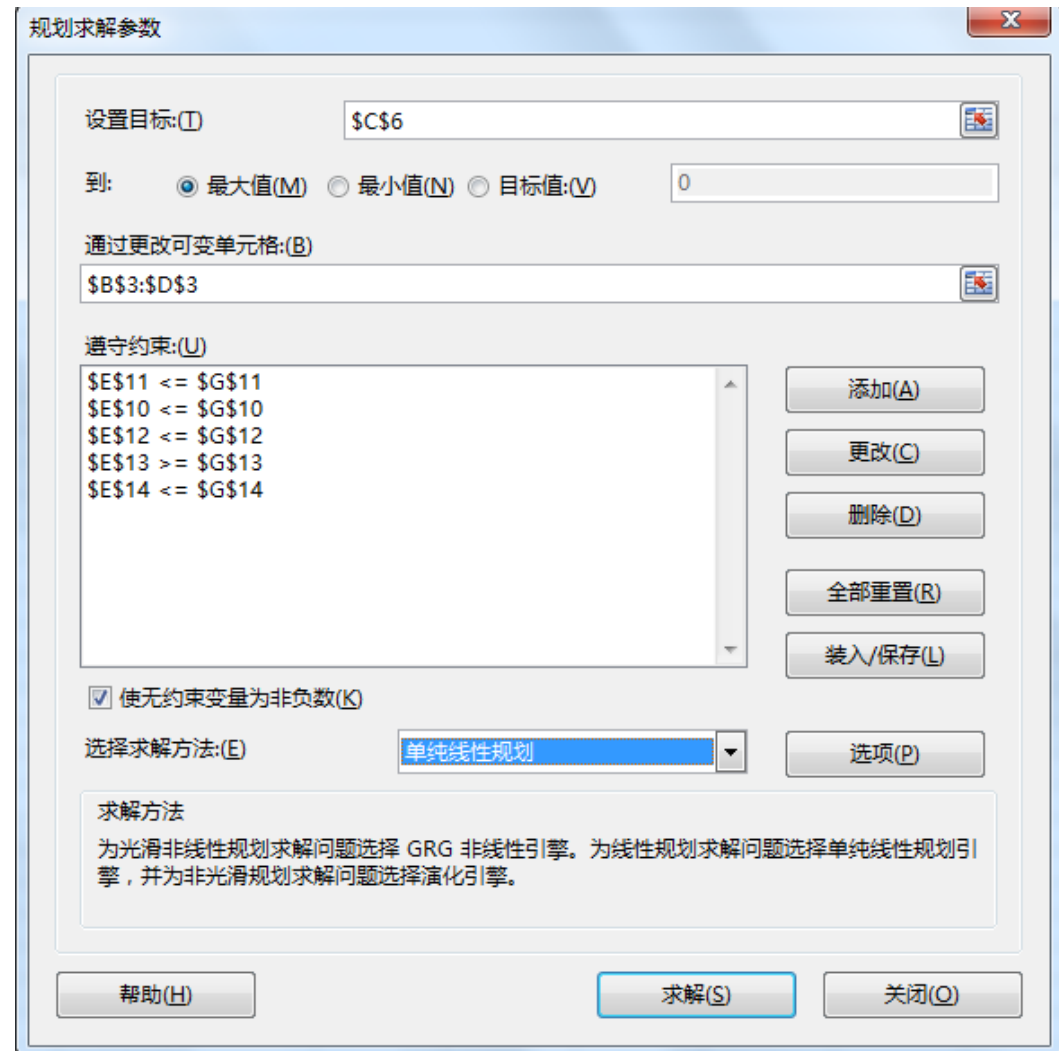 规划求解参数
设置目标:(T)
$C$6
到:
最大值(M)
最小值(N)
目标值:(V)
0
通过更改可变单元格:(B)
$B$3:$D$3
遵守约束:(U)
$E$11 <= $G$11
$E$10 <= $G$10
$E$12 <= $G$12
$E$13 >= $G$13
$E$14 <= $G$14
添加(A)
更改(C)
删除(D)
全部重置(R)
装入/保存(L)
使无约束变量为非负数(K)
选择求解方法:(E)
单纯线性规划
选项(P)
求解方法
为光滑非线性规划求解问题选择 GRG 非线性引擎。为线性规划求解问题选择单纯线性规划引
擎，并为非光滑规划求解问题选择演化引擎。
帮助(H)
求解(S)
关闭(O)